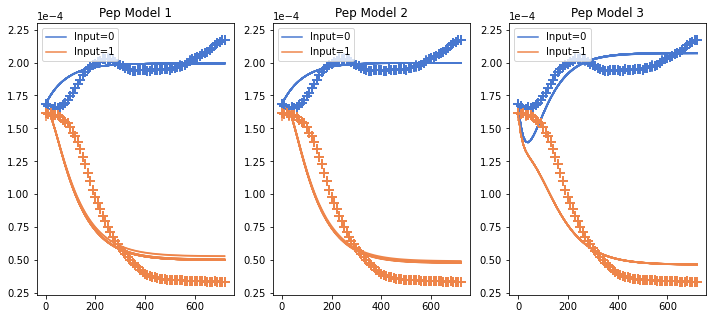 Pep Model 1
1e−4
Input=0
Input=1
2.25
2.00
1.75
1.50
1.25
1.00
0.75
0.50
0.25
0 200 400 600
Pep Model 2
1e−4
Input=0
Input=1
2.25
2.00
1.75
1.50
1.25
1.00
0.75
0.50
0.25
0 200 400 600
Pep Model 3
1e−4
Input=0
Input=1
2.25
2.00
1.75
1.50
1.25
1.00
0.75
0.50
0.25
0 200 400 600